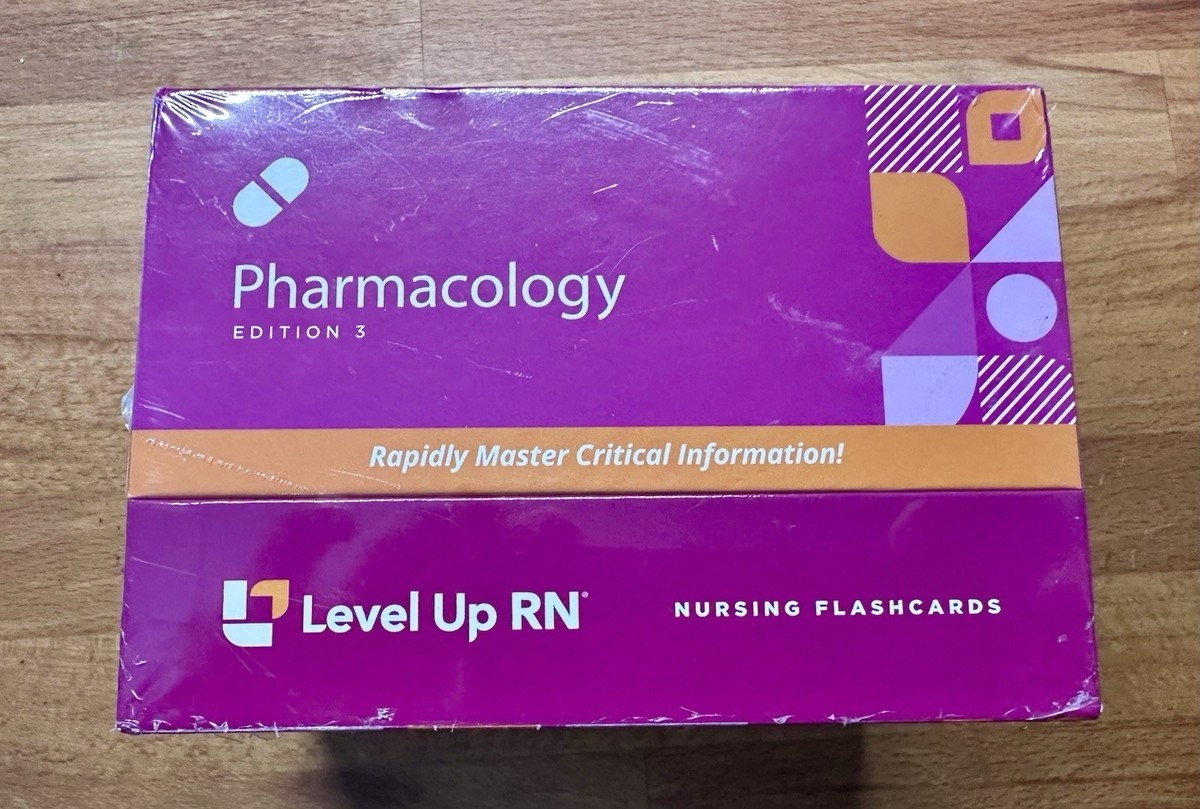 Pharmacology
EDITION 3
Rapidly Master Critical Information!
Level Up RN®
NURSING FLASHCARDS